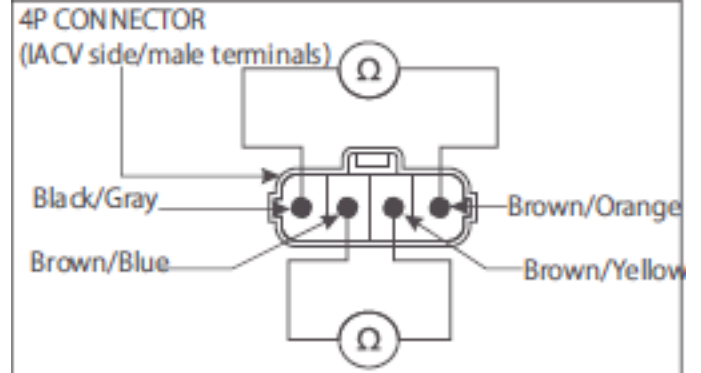 4P CONNECTOR
(IACV side/male terminals)
Ω
Black/Gray
Brown/Orange
Brown/Blue
Brown/Yellow
Ω